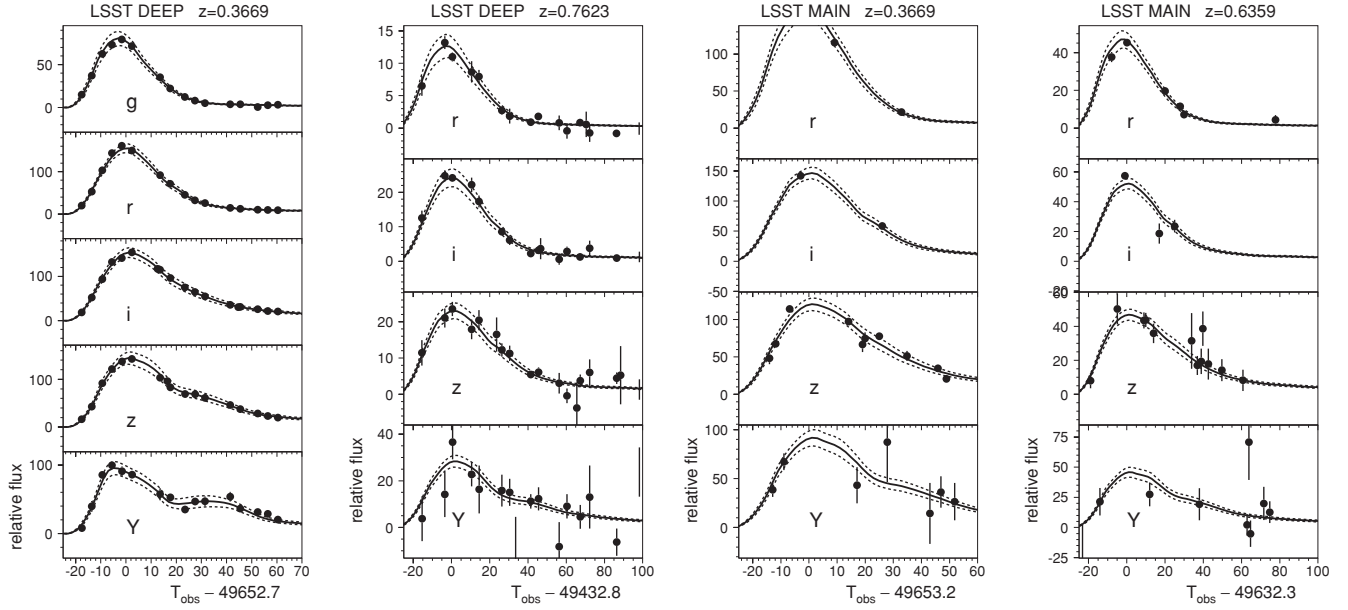 LSST DEEP z=0.3669
50
0
g
100
0
r
100
0
i
100
0
z
100
0
Y
relative flux
-20 -10 0 10 20 30 40 50 60 70
T_obs − 49652.7
LSST DEEP z=0.7623
15
10
5
0
r
20
10
0
i
20
10
0
z
40
20
0
Y
relative flux
-20 0 20 40 60 80 100
T_obs − 49432.8
LSST MAIN z=0.3669
100
50
0
r
150
100
50
0
-50
i
100
50
0
z
100
50
0
Y
relative flux
-20 -10 0 10 20 30 40 50 60
T_obs − 49653.2
LSST MAIN z=0.6359
40
20
0
r
60
40
20
0
i
60
40
20
0
z
75
50
25
0
-25
Y
relative flux
-20 0 20 40 60 80 100
T_obs − 49632.3